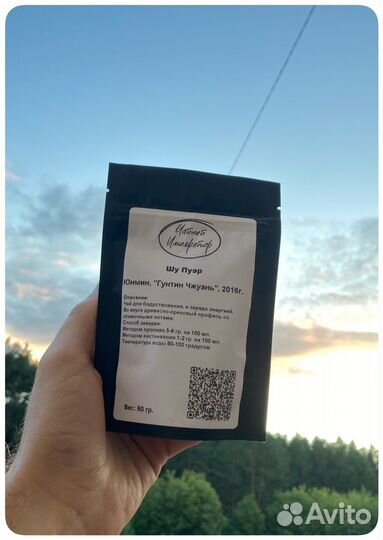 Чайный
Император
Шу Пуэр
Юнмин, "Гунтин Чжуань", 2016г.
Описание:
Чай для бодрствования, и заряда энергией.
Во вкусе древесно-ореховый профиль со
сливочными нотами.
Способ заварки:
Методом пролива 5-8 гр. на 100 мл.
Методом настаивания 1-2 гр. на 100 мл.
Температура воды 90-100 градусов.
Вес: 50 гр.
Avito